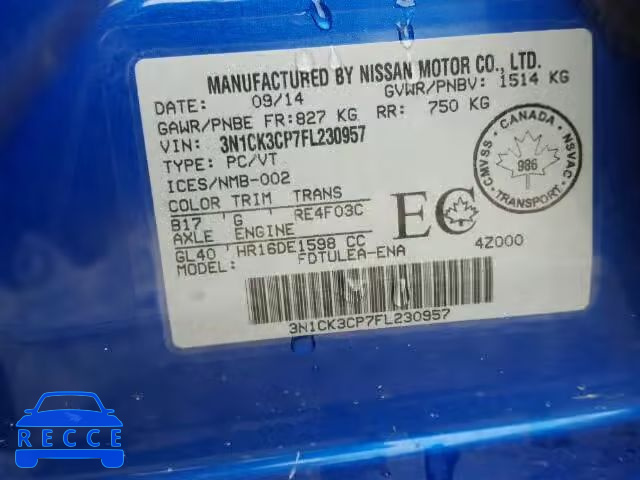 MANUFACTURED BY NISSAN MOTOR CO., LTD.
DATE: 09/14 GVWR/PNBV: 1514 KG
GAWR/PNBE FR: 827 KG RR: 750 KG
VIN: 3N1CK3CP7FL230957
TYPE: PC/VT
ICES/NMB-002
COLOR TRIM TRANS
B17 G RE4F03C
AXLE ENGINE
GL40 HR16DE1598 CC
MODEL: FDTULEA-ENA
EC
4Z000
CANADA
CMVSS
986
NSVAC
TRANSPORT
3N1CK3CP7FL230957
RECCE